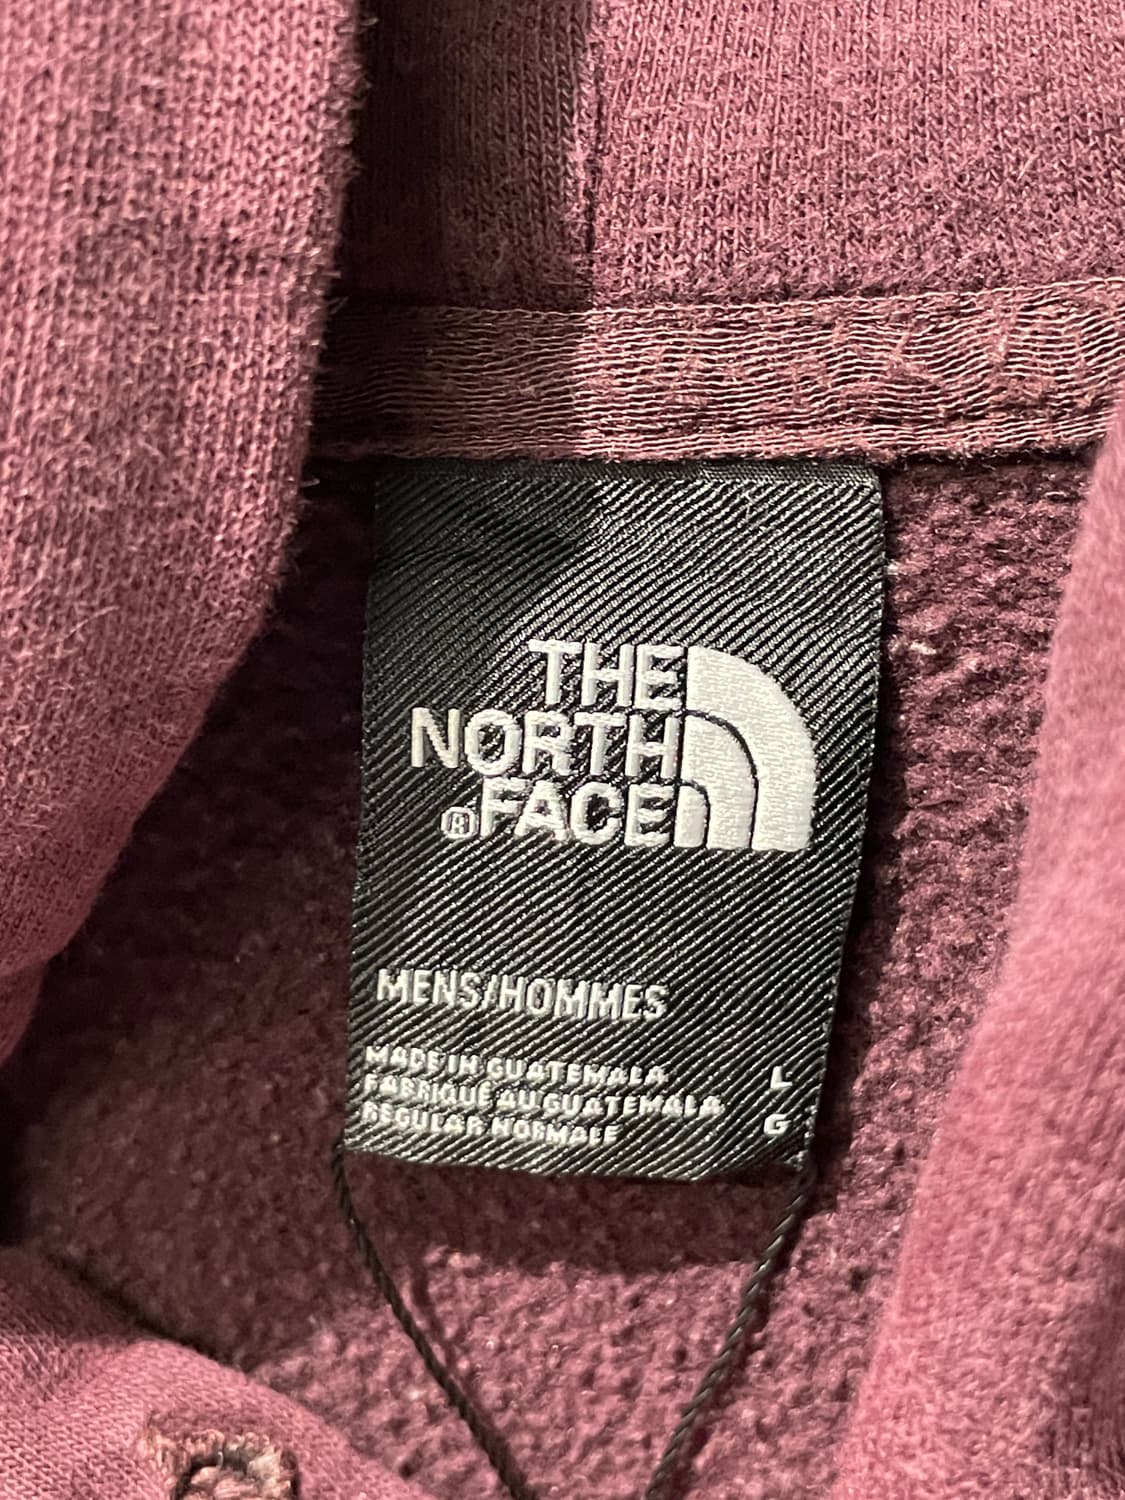 THE
NORTH
®FACE
MENS/HOMMES
MADE IN GUATEMALA
FABRIQUÉ AU GUATEMALA
REGULAR NORMALE
L
G